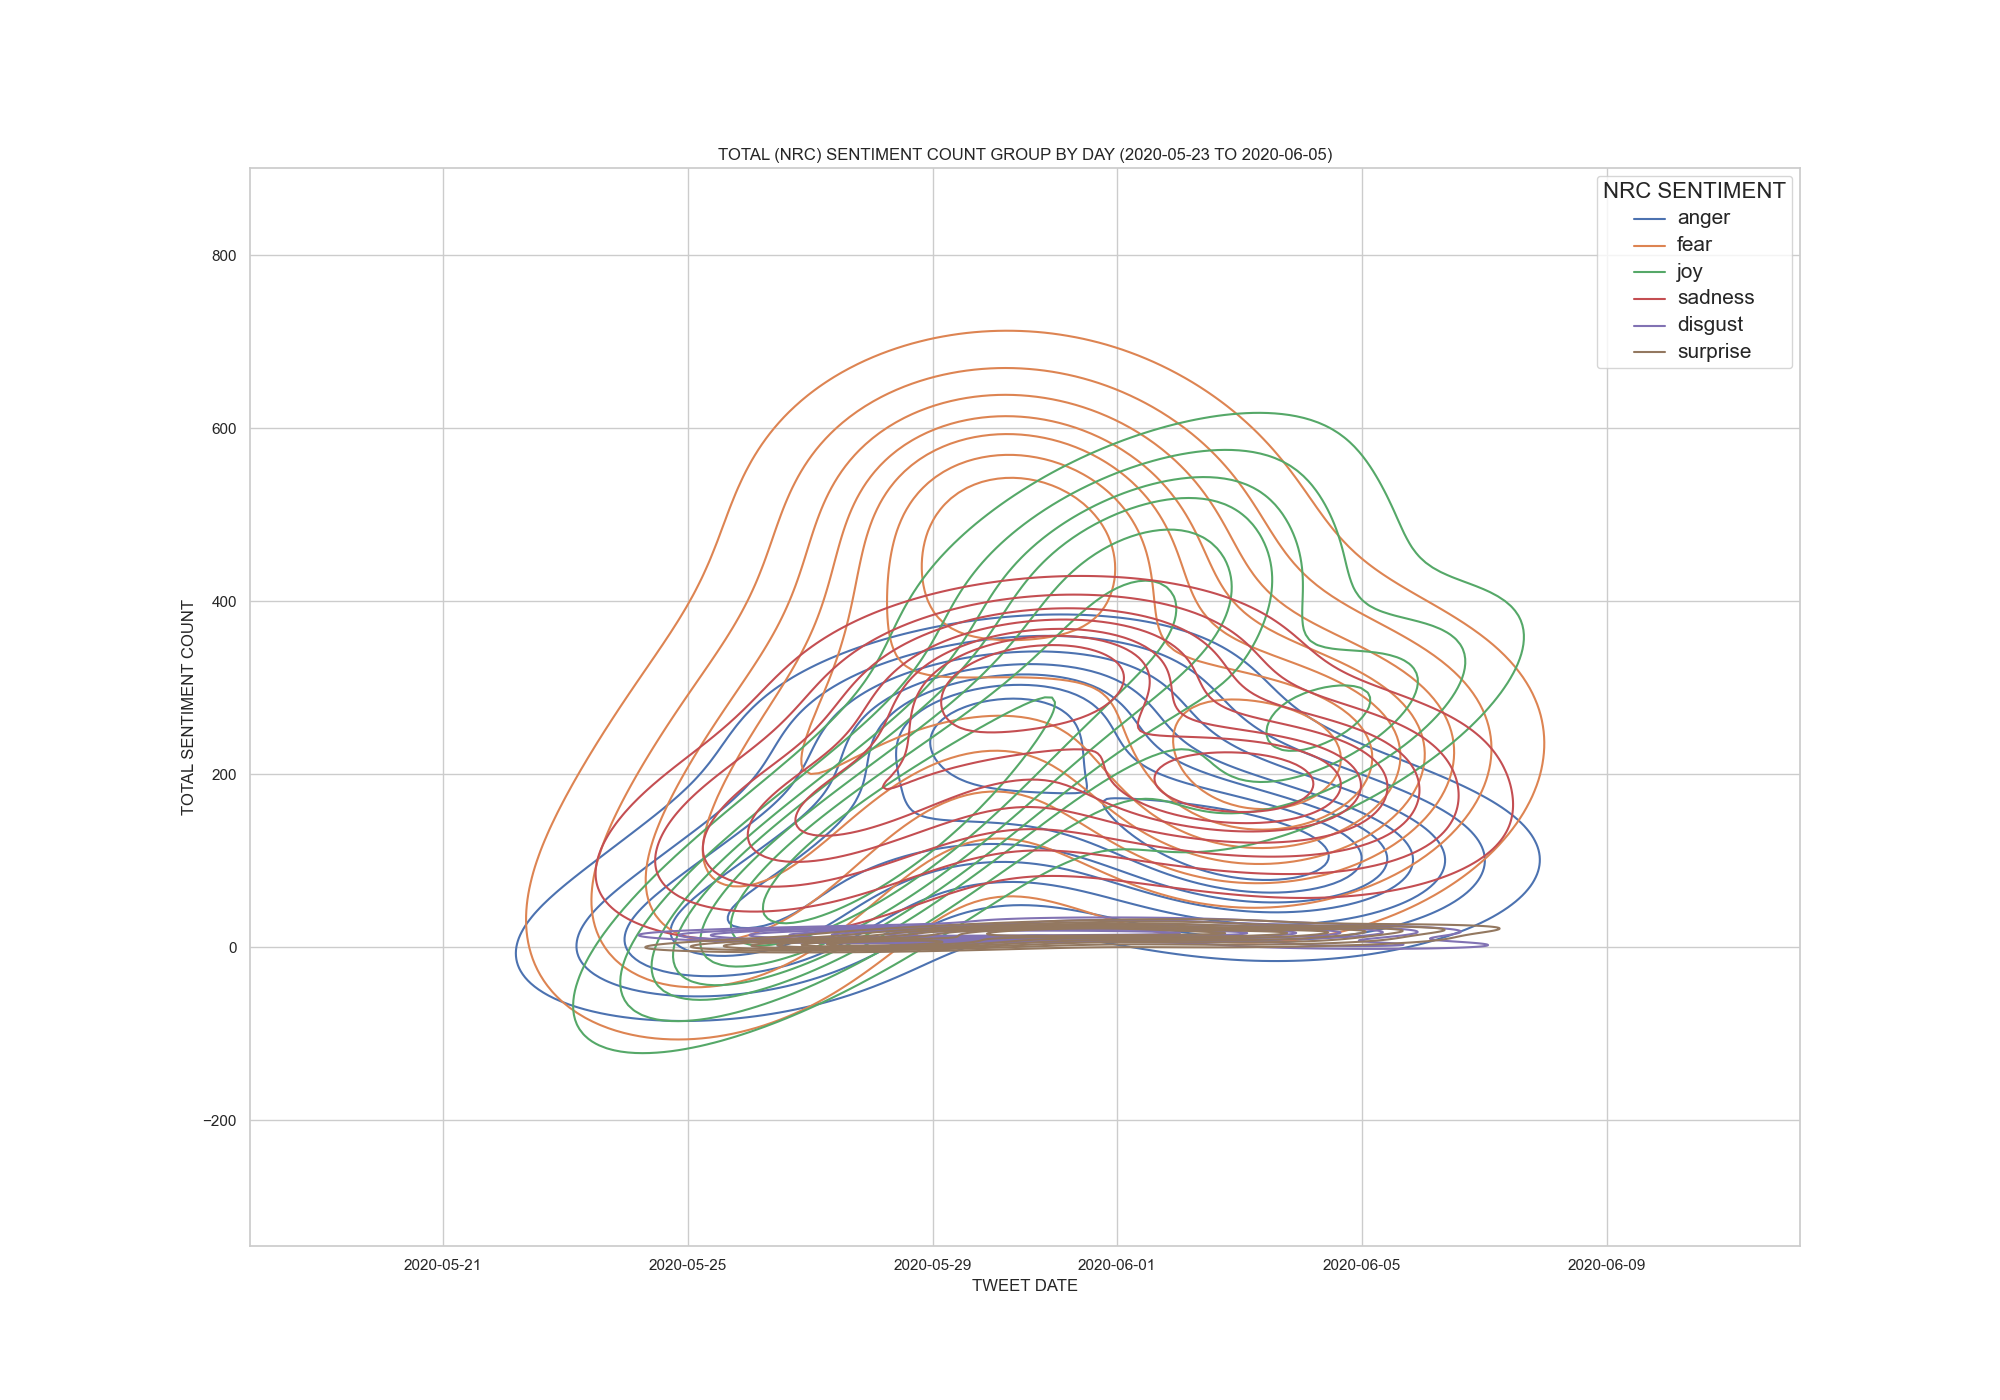 TOTAL (NRC) SENTIMENT COUNT GROUP BY DAY (2020-05-23 TO 2020-06-05)
NRC SENTIMENT
anger
fear
joy
sadness
disgust
surprise
TOTAL SENTIMENT COUNT
800
600
400
200
0
−200
2020-05-21 2020-05-25 2020-05-29 2020-06-01 2020-06-05 2020-06-09
TWEET DATE